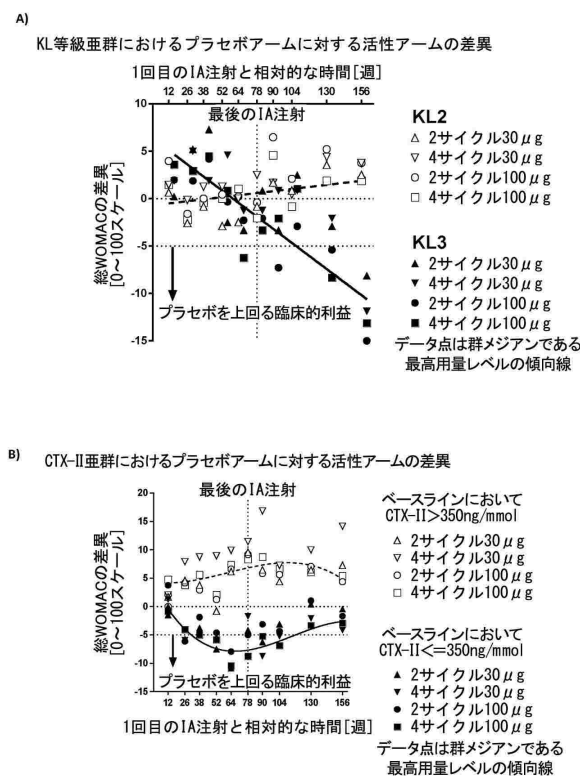 A)
KL等級亜群におけるプラセボアームに対する活性アームの差異
1回目のIA注射と相対的な時間[週]
12 26 38 52 64 78 90 104 130 156
最後のIA注射
総WOMACの差異
[0～100スケール]
10
5
0
-5
-10
-15
プラセボを上回る臨床的利益
KL2
2サイクル30μg
4サイクル30μg
2サイクル100μg
4サイクル100μg
KL3
2サイクル30μg
4サイクル30μg
2サイクル100μg
4サイクル100μg
データ点は群メジアンである
最高用量レベルの傾向線
B)
CTX-II亜群におけるプラセボアームに対する活性アームの差異
最後のIA注射
総WOMACの差異
[0～100スケール]
20
15
10
5
0
-5
-10
-15
プラセボを上回る臨床的利益
12 26 38 52 64 78 90 104 130 156
1回目のIA注射と相対的な時間[週]
ベースラインにおいて
CTX-II>350ng/mmol
2サイクル30μg
4サイクル30μg
2サイクル100μg
4サイクル100μg
ベースラインにおいて
CTX-II<=350ng/mmol
2サイクル30μg
4サイクル30μg
2サイクル100μg
4サイクル100μg
データ点は群メジアンである
最高用量レベルの傾向線